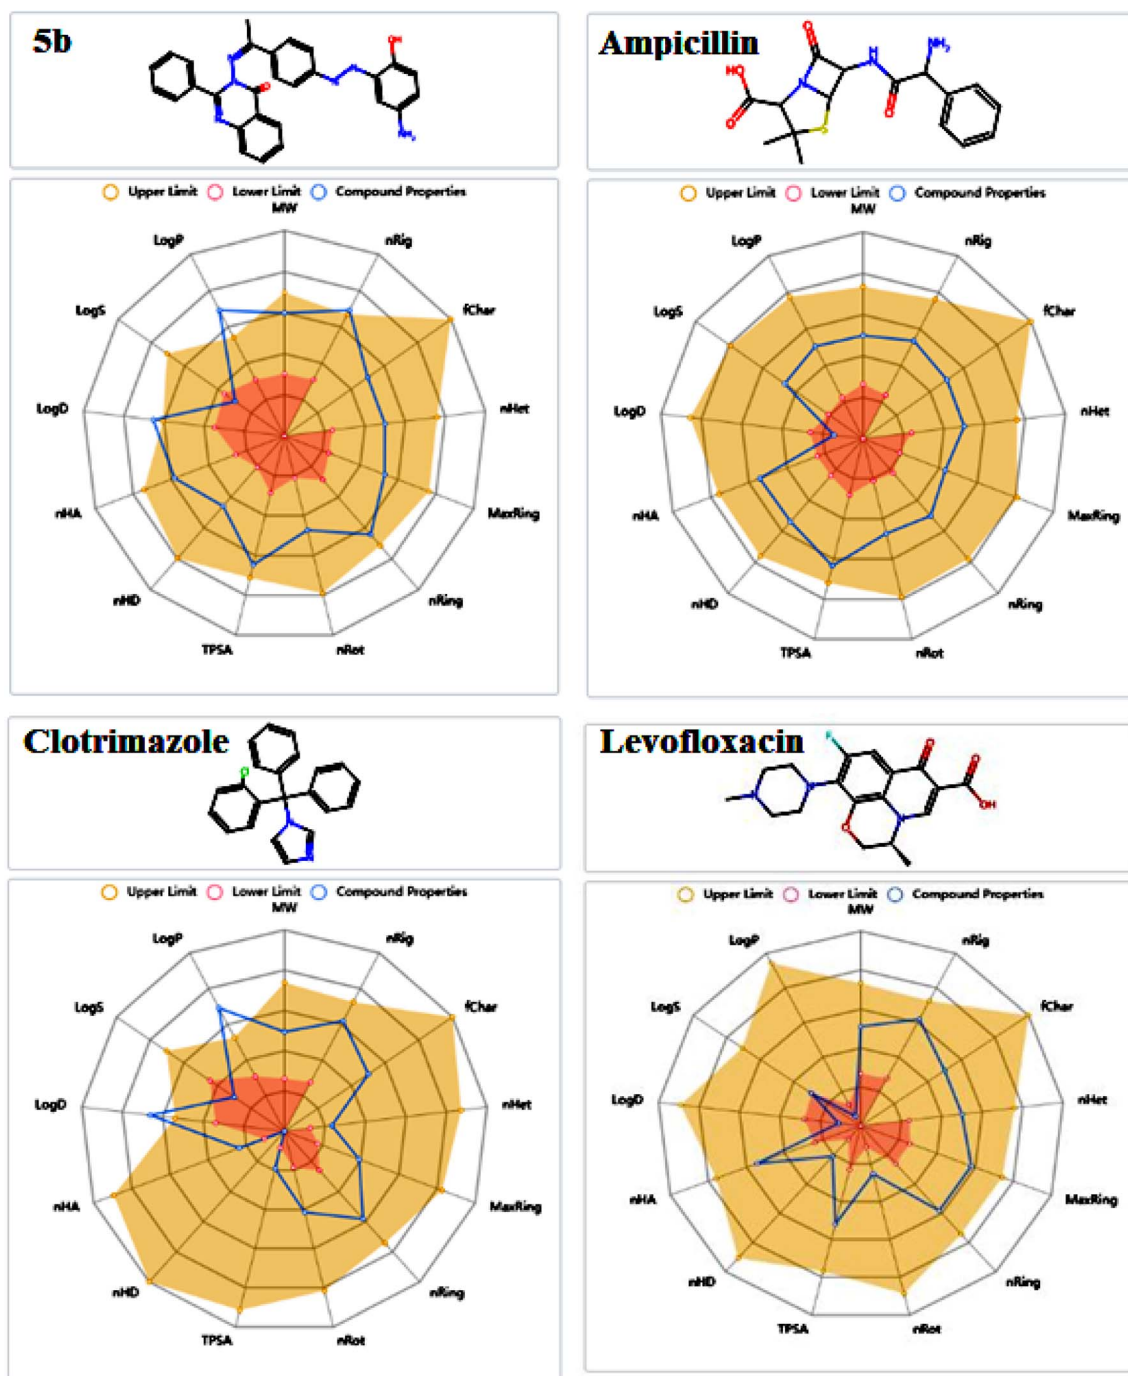 5b
OH
N
N
N
N
O
N
NH₂
Ampicillin
O
H
N
NH₂
HO
O
N
O
S
Upper Limit Lower Limit Compound Properties
MW
LogP
nRig
LogS
fChar
LogD
nHet
nHA
MaxRing
nHD
nRing
TPSA
nRot
Upper Limit Lower Limit Compound Properties
MW
LogP
nRig
LogS
fChar
LogD
nHet
nHA
MaxRing
nHD
nRing
TPSA
nRot
Clotrimazole
Cl
N
N
Levofloxacin
F
O
O
N
N
OH
N
O
Upper Limit Lower Limit Compound Properties
MW
LogP
nRig
LogS
fChar
LogD
nHet
nHA
MaxRing
nHD
nRing
TPSA
nRot
Upper Limit Lower Limit Compound Properties
MW
LogP
nRig
LogS
fChar
LogD
nHet
nHA
MaxRing
nHD
nRing
TPSA
nRot